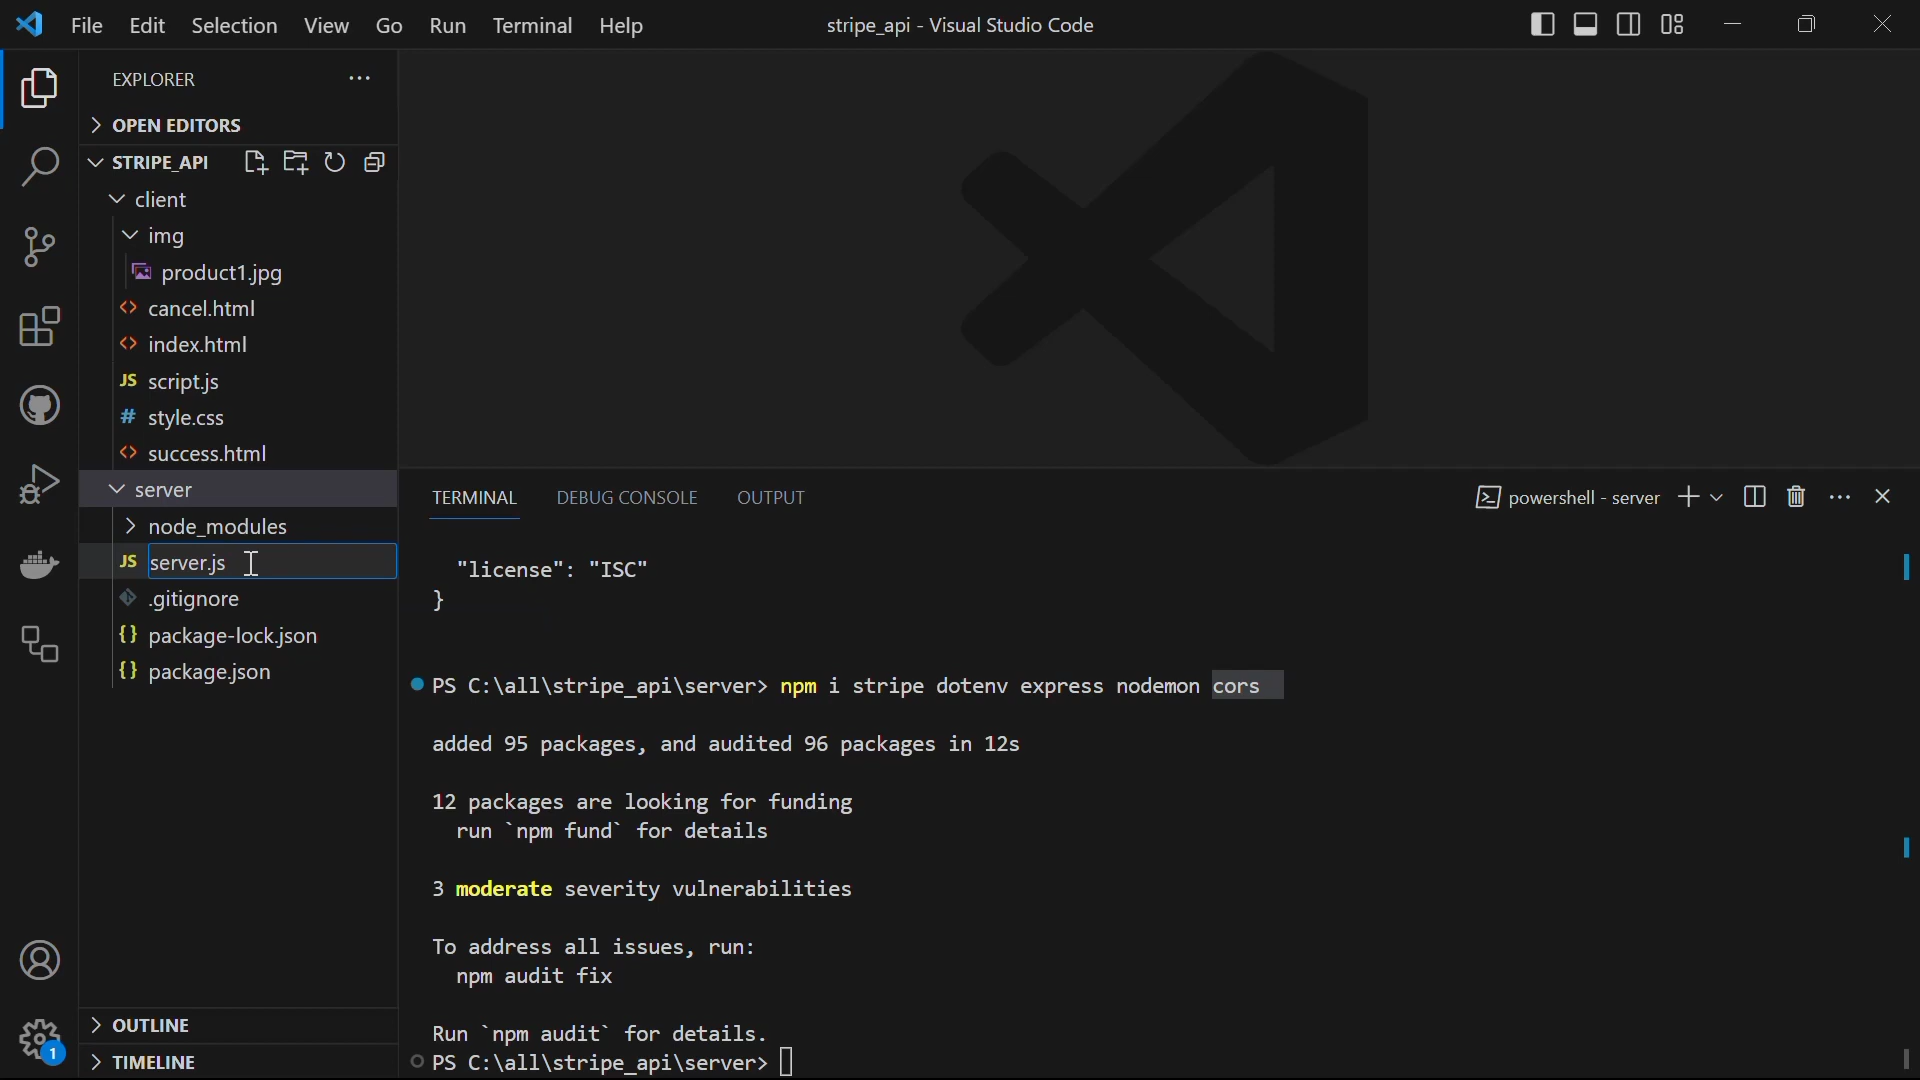 File Edit Selection View Go Run Terminal Help stripe_api - Visual Studio Code
EXPLORER ···
OPEN EDITORS
STRIPE_API
client
img
product1.jpg
<> cancel.html
<> index.html
JS script.js
# style.css
<> success.html
server
node_modules
JS server.js
.gitignore
{} package-lock.json
{} package.json
OUTLINE
TIMELINE
1
TERMINAL DEBUG CONSOLE OUTPUT powershell - server ···
"license": "ISC"
}
PS C:\all\stripe_api\server> npm i stripe dotenv express nodemon cors
added 95 packages, and audited 96 packages in 12s
12 packages are looking for funding
run `npm fund` for details
3 moderate severity vulnerabilities
To address all issues, run:
npm audit fix
Run `npm audit` for details.
PS C:\all\stripe_api\server>